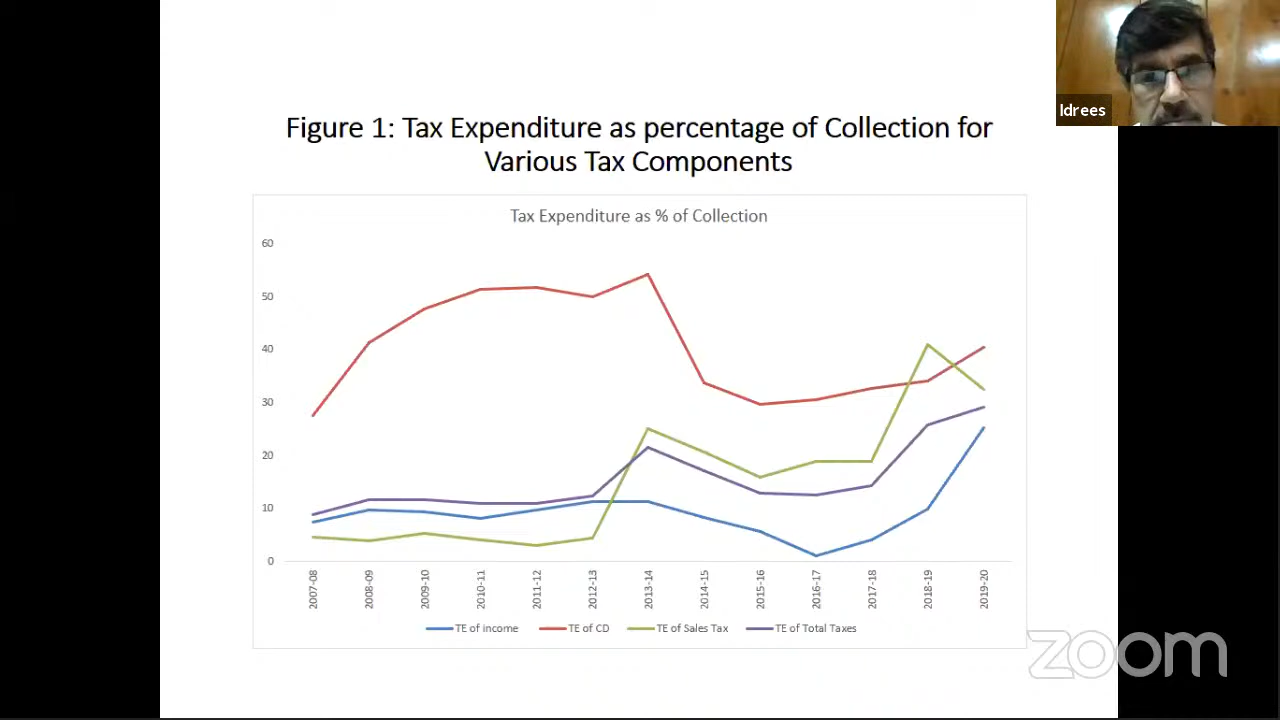 Idrees
Figure 1: Tax Expenditure as percentage of Collection for
Various Tax Components
Tax Expenditure as % of Collection
60
50
40
30
20
10
0
2007-08
2008-09
2009-10
2010-11
2011-12
2012-13
2013-14
2014-15
2015-16
2016-17
2017-18
2018-19
2019-20
TE of income
TE of CD
TE of Sales Tax
TE of Total Taxes
zoom